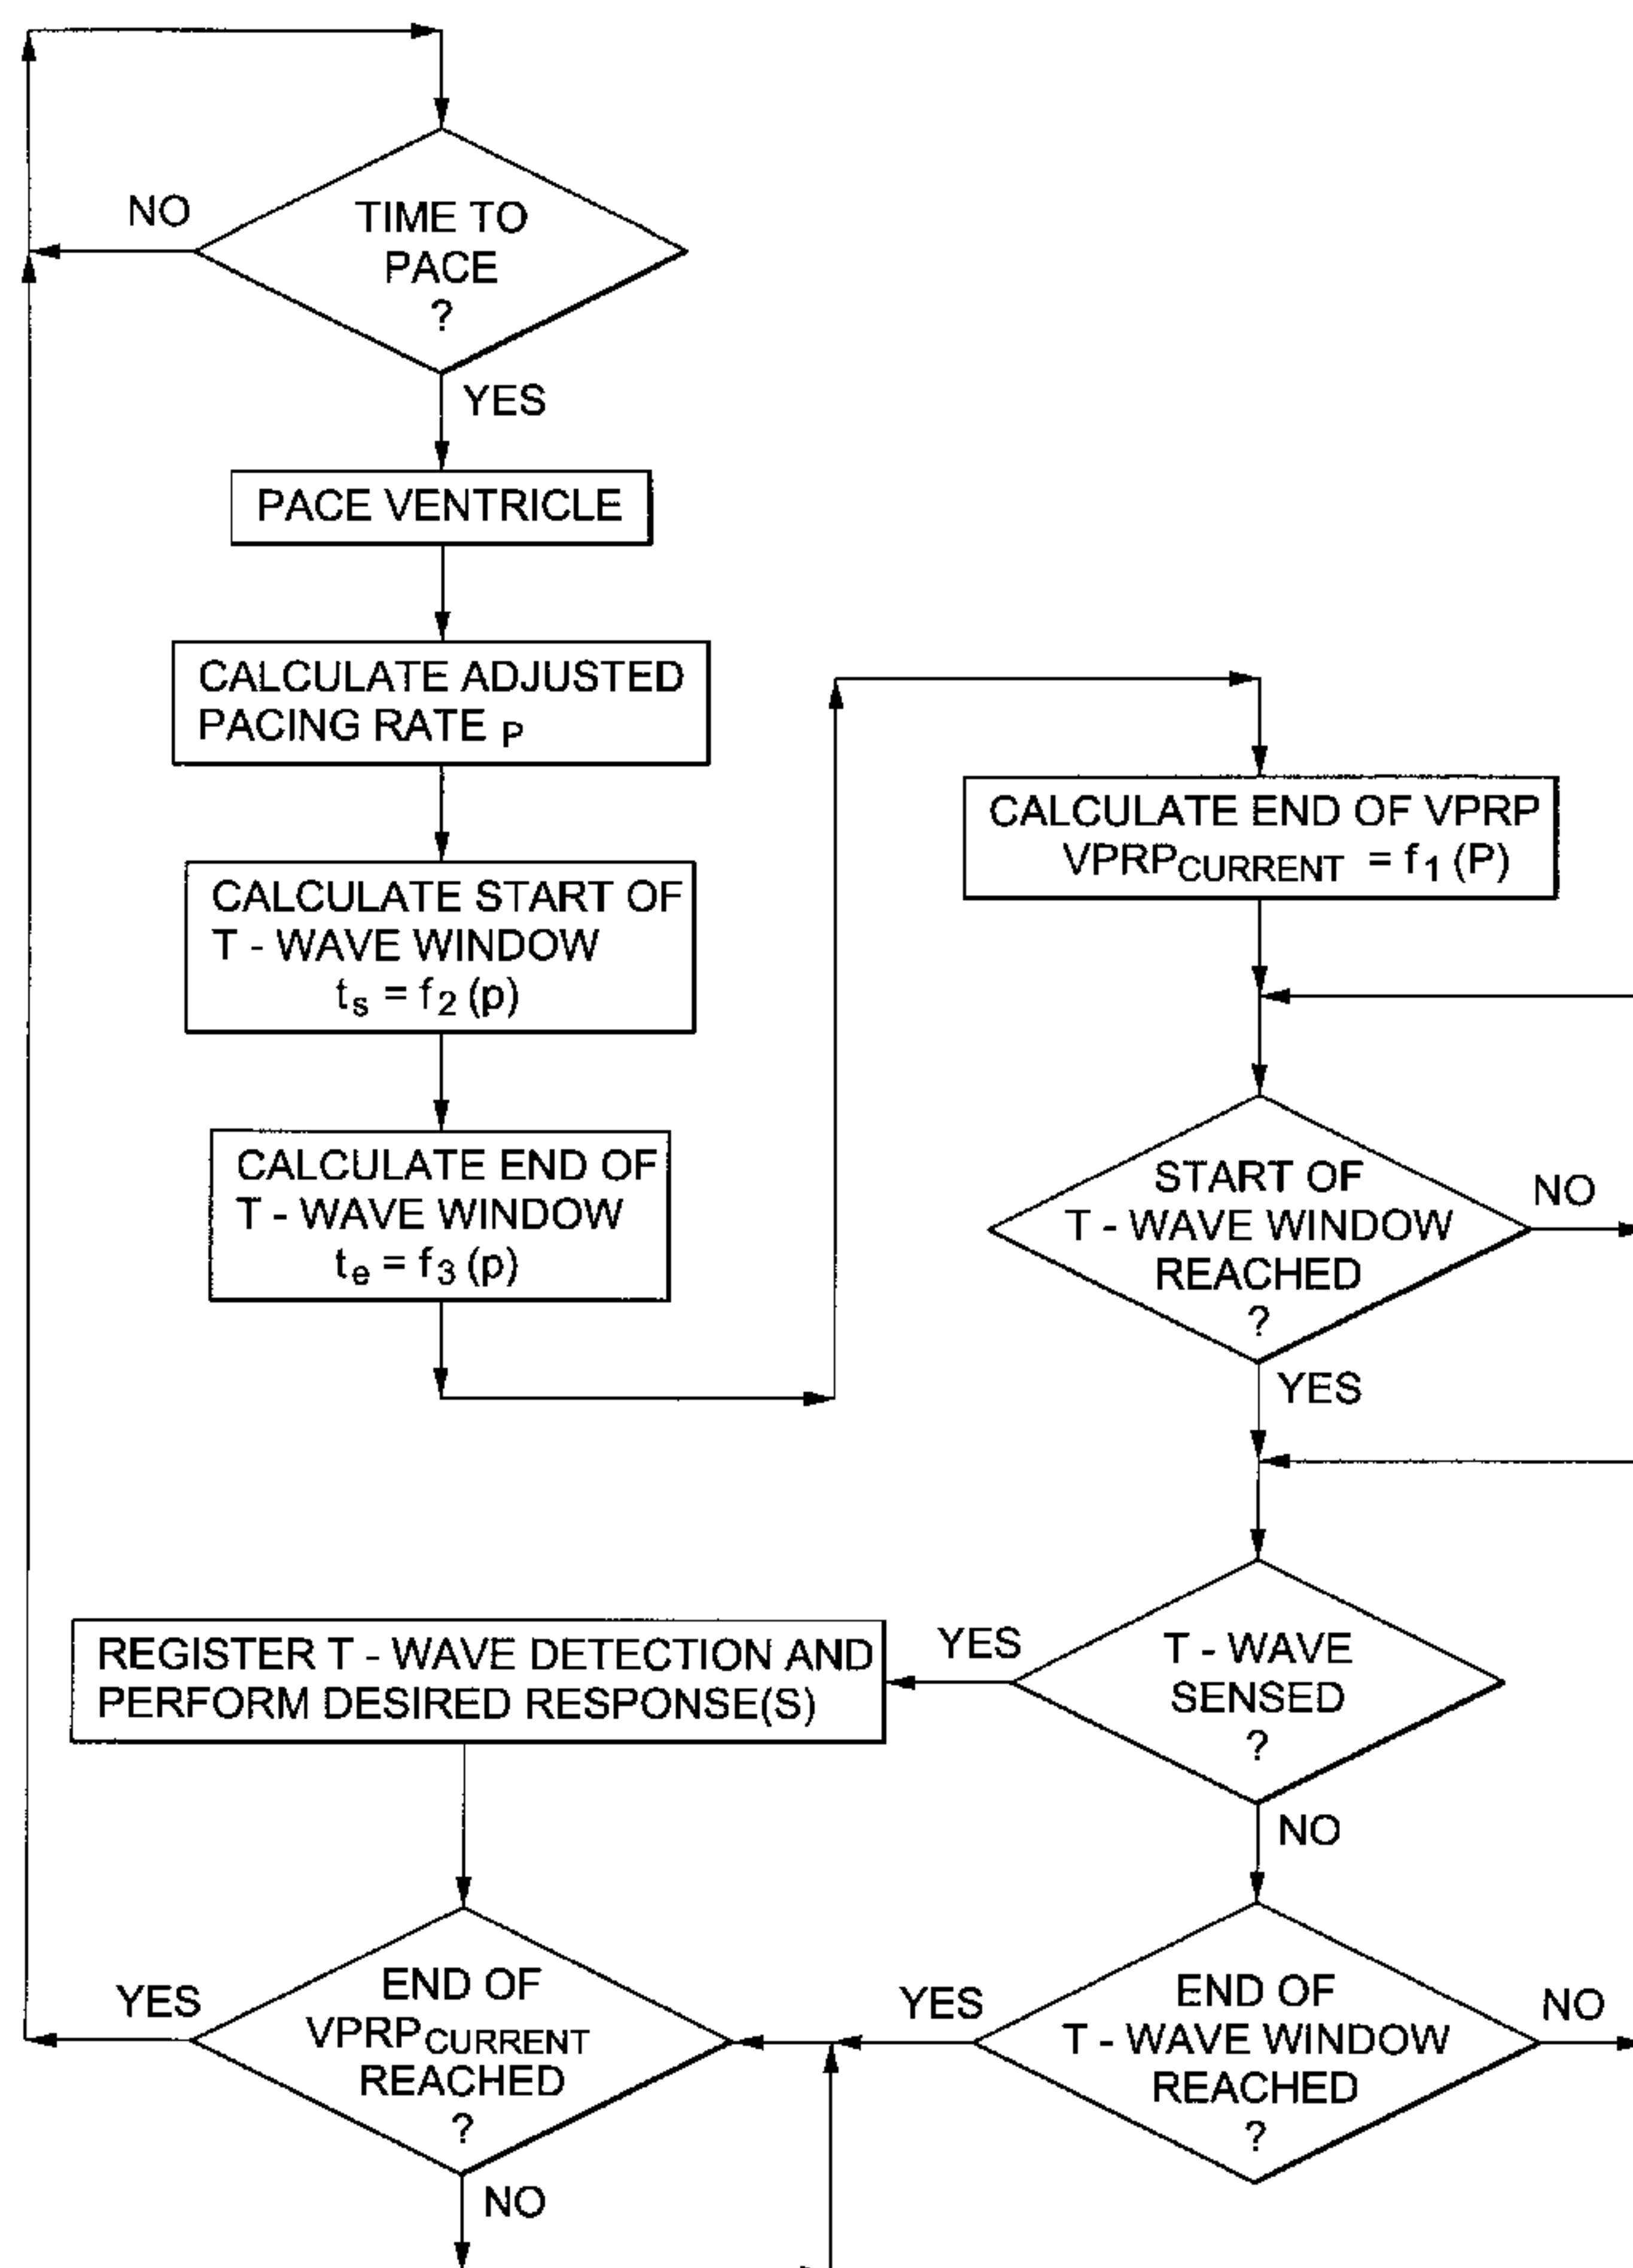 NO
TIME TO
PACE
?
YES
PACE VENTRICLE
CALCULATE ADJUSTED
PACING RATE P
CALCULATE START OF
T - WAVE WINDOW
ts = f2 (p)
CALCULATE END OF
T - WAVE WINDOW
te = f3 (p)
CALCULATE END OF VPRP
VPRPCURRENT = f1 (P)
START OF
T - WAVE WINDOW
REACHED
?
NO
YES
T - WAVE
SENSED
?
YES
NO
REGISTER T - WAVE DETECTION AND
PERFORM DESIRED RESPONSE(S)
END OF
T - WAVE WINDOW
REACHED
?
YES
NO
END OF
VPRPCURRENT
REACHED
?
YES
NO